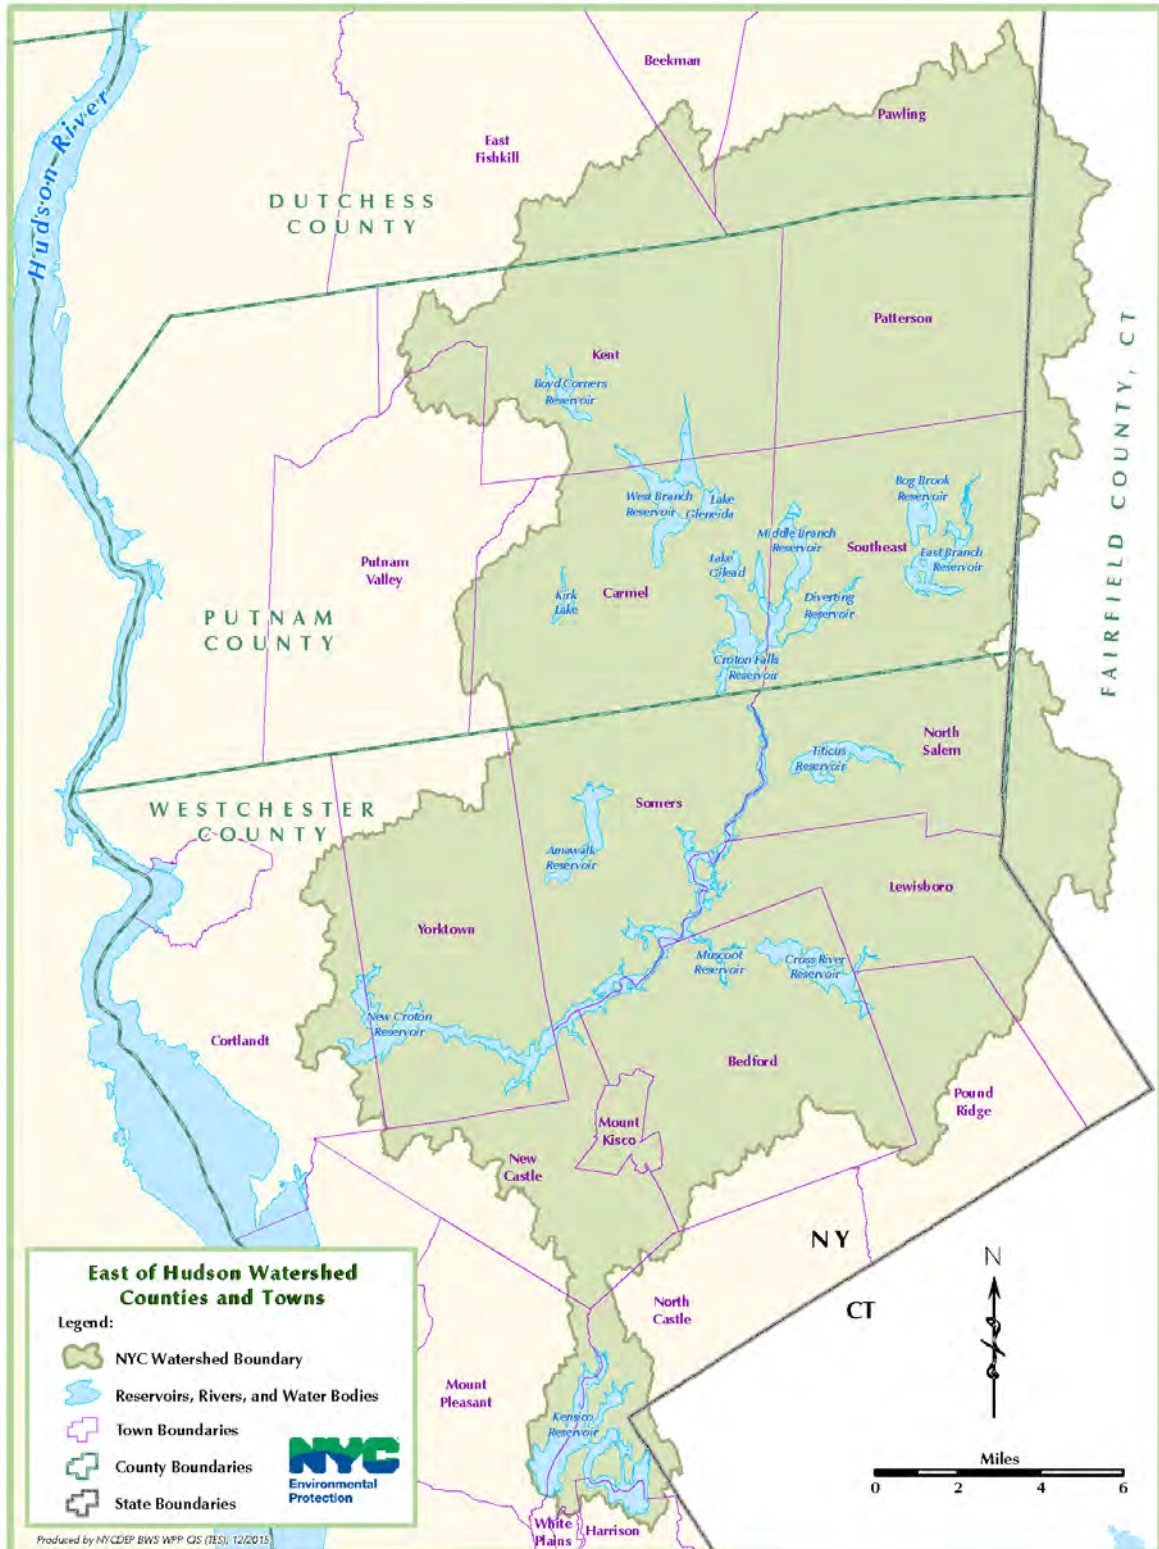 Beekman
Pawling
East
Fishkill
Hudson River
DUTCHESS
COUNTY
Patterson
Kent
Boyd Corners
Reservoir
FAIRFIELD COUNTY, CT
Bog Brook
Reservoir
West Branch
Reservoir
Lake
Gleneida
Middle Branch
Reservoir
Southeast
East Branch
Reservoir
Putnam
Valley
Lake
Gilead
Kirk
Lake
Carmel
Diverting
Reservoir
PUTNAM
COUNTY
Croton Falls
Reservoir
North
Salem
Titicus
Reservoir
WESTCHESTER
COUNTY
Somers
Amawalk
Reservoir
Lewisboro
Yorktown
Muscoot
Reservoir
Cross River
Reservoir
New Croton
Reservoir
Cortlandt
Bedford
Pound
Ridge
Mount
Kisco
New
Castle
NY
CT
N
North
Castle
Mount
Pleasant
Kensico
Reservoir
White
Plains
Harrison
Miles
0 2 4 6
East of Hudson Watershed
Counties and Towns
Legend:
NYC Watershed Boundary
Reservoirs, Rivers, and Water Bodies
Town Boundaries
County Boundaries
State Boundaries
NYC
Environmental
Protection
Produced by NYCDEP BWS WPP GIS (TES), 12/2015